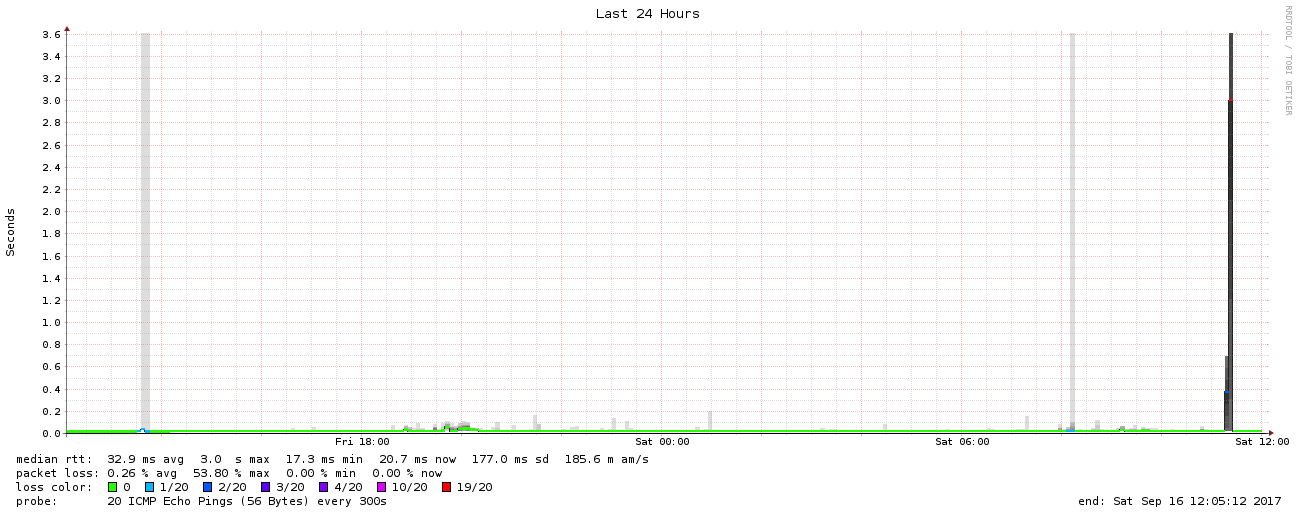 Last 24 Hours
RRDTOOL / TOBI OETIKER
Seconds
3.6
3.4
3.2
3.0
2.8
2.6
2.4
2.2
2.0
1.8
1.6
1.4
1.2
1.0
0.8
0.6
0.4
0.2
0.0
Fri 18:00 Sat 00:00 Sat 06:00 Sat 12:00
median rtt: 32.9 ms avg 3.0 s max 17.3 ms min 20.7 ms now 177.0 ms sd 185.6 m am/s
packet loss: 0.26 % avg 53.80 % max 0.00 % min 0.00 % now
loss color: 0 1/20 2/20 3/20 4/20 10/20 19/20
probe: 20 ICMP Echo Pings (56 Bytes) every 300s end: Sat Sep 16 12:05:12 2017